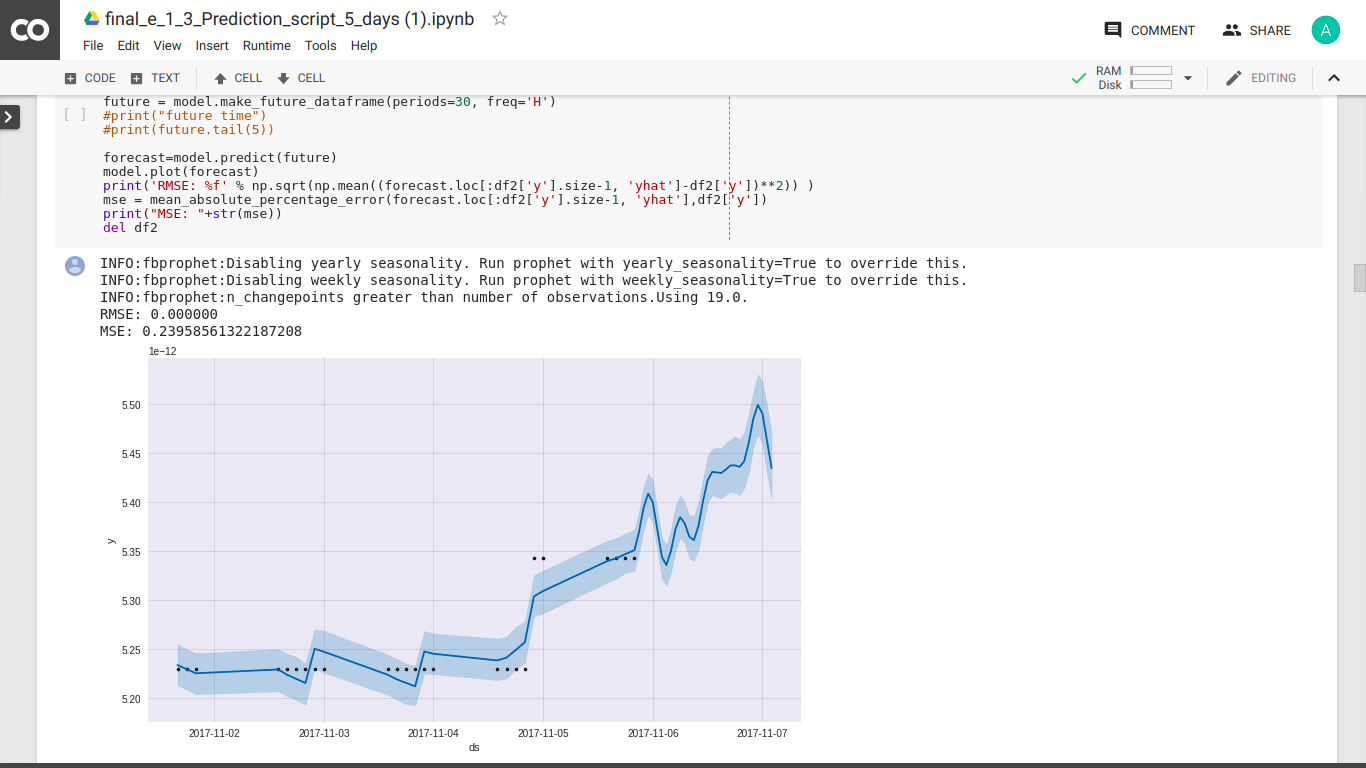 CO
final_e_1_3_Prediction_script_5_days (1).ipynb
COMMENT
SHARE
A
File Edit View Insert Runtime Tools Help
CODE TEXT CELL CELL
RAM
Disk
EDITING
[ ]
future = model.make_future_dataframe(periods=30, freq='H')
#print("future time")
#print(future.tail(5))
forecast=model.predict(future)
model.plot(forecast)
print('RMSE: %f' % np.sqrt(np.mean((forecast.loc[:df2['y'].size-1, 'yhat']-df2['y'])**2)) )
mse = mean_absolute_percentage_error(forecast.loc[:df2['y'].size-1, 'yhat'],df2['y'])
print("MSE: "+str(mse))
del df2
INFO:fbprophet:Disabling yearly seasonality. Run prophet with yearly_seasonality=True to override this.
INFO:fbprophet:Disabling weekly seasonality. Run prophet with weekly_seasonality=True to override this.
INFO:fbprophet:n_changepoints greater than number of observations.Using 19.0.
RMSE: 0.000000
MSE: 0.23958561322187208
1e−12
5.50
5.45
5.40
5.35
5.30
5.25
5.20
y
2017-11-02 2017-11-03 2017-11-04 2017-11-05 2017-11-06 2017-11-07
ds